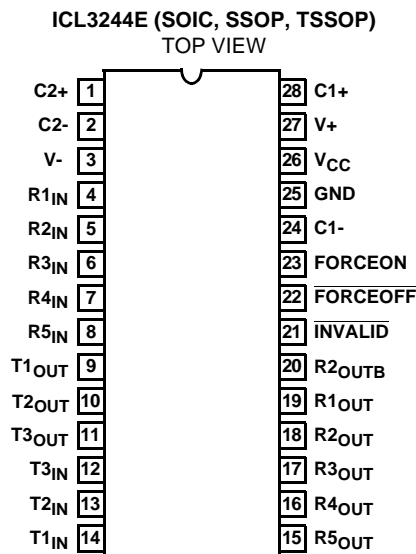 ICL3244E (SOIC, SSOP, TSSOP)
TOP VIEW
C2+ 1 28 C1+
C2- 2 27 V+
V- 3 26 VCC
R1IN 4 25 GND
R2IN 5 24 C1-
R3IN 6 23 FORCEON
R4IN 7 22 FORCEOFF
R5IN 8 21 INVALID
T1OUT 9 20 R2OUTB
T2OUT 10 19 R1OUT
T3OUT 11 18 R2OUT
T3IN 12 17 R3OUT
T2IN 13 16 R4OUT
T1IN 14 15 R5OUT